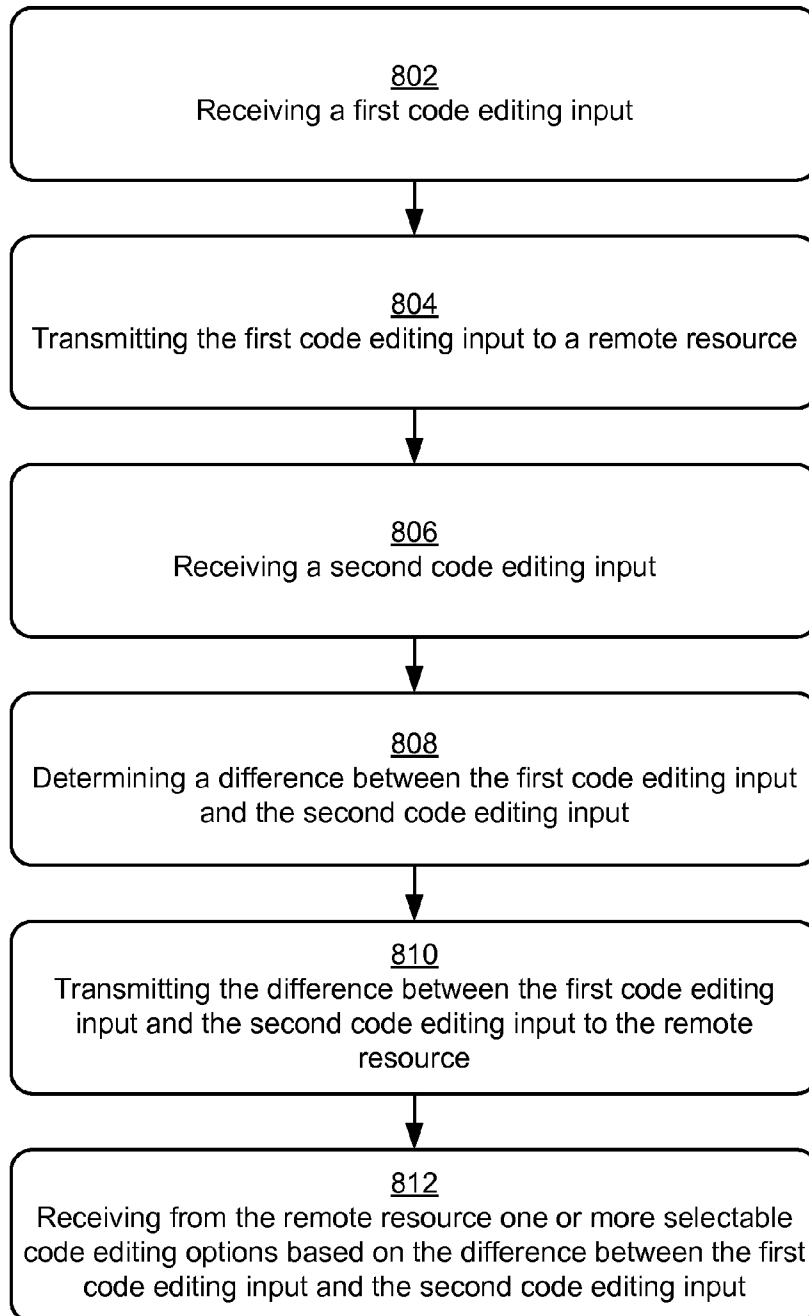 802
Receiving a first code editing input
804
Transmitting the first code editing input to a remote resource
806
Receiving a second code editing input
808
Determining a difference between the first code editing input
and the second code editing input
810
Transmitting the difference between the first code editing
input and the second code editing input to the remote
resource
812
Receiving from the remote resource one or more selectable
code editing options based on the difference between the first
code editing input and the second code editing input